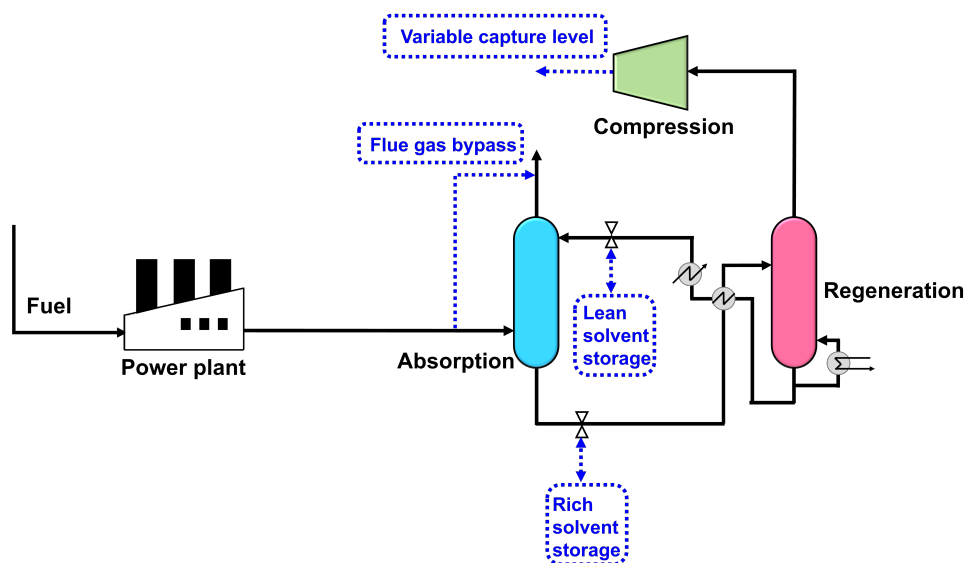 Variable capture level
Compression
Flue gas bypass
Fuel
Power plant
Absorption
Lean
solvent
storage
Regeneration
Rich
solvent
storage